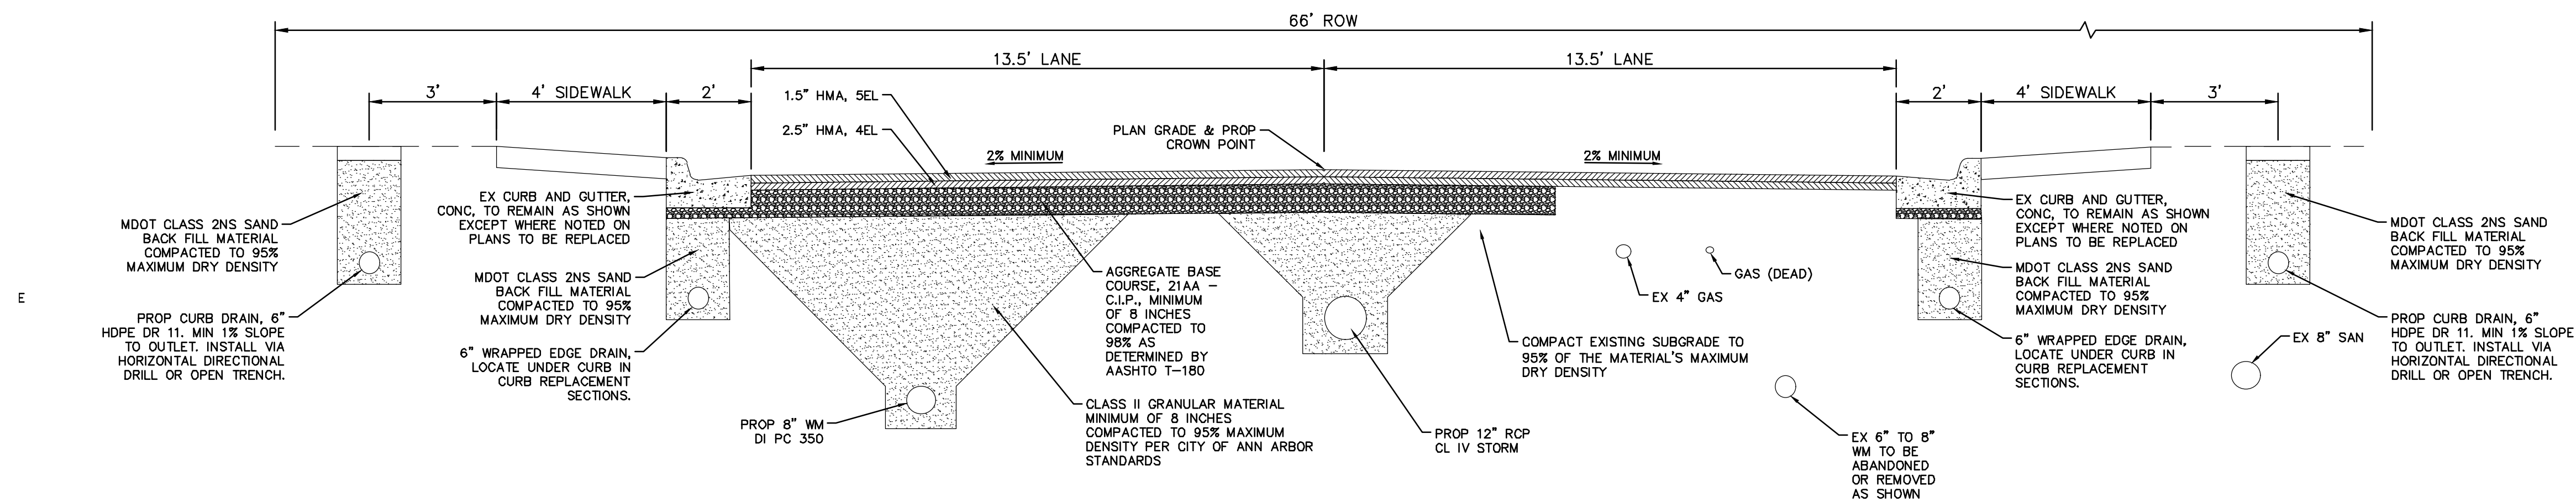 66' ROW
13.5' LANE
13.5' LANE
3'
4' SIDEWALK
2'
2'
4' SIDEWALK
3'
1.5" HMA, 5EL
2.5" HMA, 4EL
PLAN GRADE & PROP
CROWN POINT
2% MINIMUM
2% MINIMUM
MDOT CLASS 2NS SAND
BACK FILL MATERIAL
COMPACTED TO 95%
MAXIMUM DRY DENSITY
EX CURB AND GUTTER,
CONC, TO REMAIN AS SHOWN
EXCEPT WHERE NOTED ON
PLANS TO BE REPLACED
MDOT CLASS 2NS SAND
BACK FILL MATERIAL
COMPACTED TO 95%
MAXIMUM DRY DENSITY
E
PROP CURB DRAIN, 6"
HDPE DR 11. MIN 1% SLOPE
TO OUTLET. INSTALL VIA
HORIZONTAL DIRECTIONAL
DRILL OR OPEN TRENCH.
6" WRAPPED EDGE DRAIN,
LOCATE UNDER CURB IN
CURB REPLACEMENT
SECTIONS.
PROP 8" WM
DI PC 350
AGGREGATE BASE
COURSE, 21AA -
C.I.P., MINIMUM
OF 8 INCHES
COMPACTED TO
98% AS
DETERMINED BY
AASHTO T-180
CLASS II GRANULAR MATERIAL
MINIMUM OF 8 INCHES
COMPACTED TO 95% MAXIMUM
DENSITY PER CITY OF ANN ARBOR
STANDARDS
PROP 12" RCP
CL IV STORM
COMPACT EXISTING SUBGRADE TO
95% OF THE MATERIAL'S MAXIMUM
DRY DENSITY
EX 4" GAS
GAS (DEAD)
EX 6" TO 8"
WM TO BE
ABANDONED
OR REMOVED
AS SHOWN
EX CURB AND GUTTER,
CONC, TO REMAIN AS SHOWN
EXCEPT WHERE NOTED ON
PLANS TO BE REPLACED
MDOT CLASS 2NS SAND
BACK FILL MATERIAL
COMPACTED TO 95%
MAXIMUM DRY DENSITY
6" WRAPPED EDGE DRAIN,
LOCATE UNDER CURB IN
CURB REPLACEMENT
SECTIONS.
EX 8" SAN
MDOT CLASS 2NS SAND
BACK FILL MATERIAL
COMPACTED TO 95%
MAXIMUM DRY DENSITY
PROP CURB DRAIN, 6"
HDPE DR 11. MIN 1% SLOPE
TO OUTLET. INSTALL VIA
HORIZONTAL DIRECTIONAL
DRILL OR OPEN TRENCH.